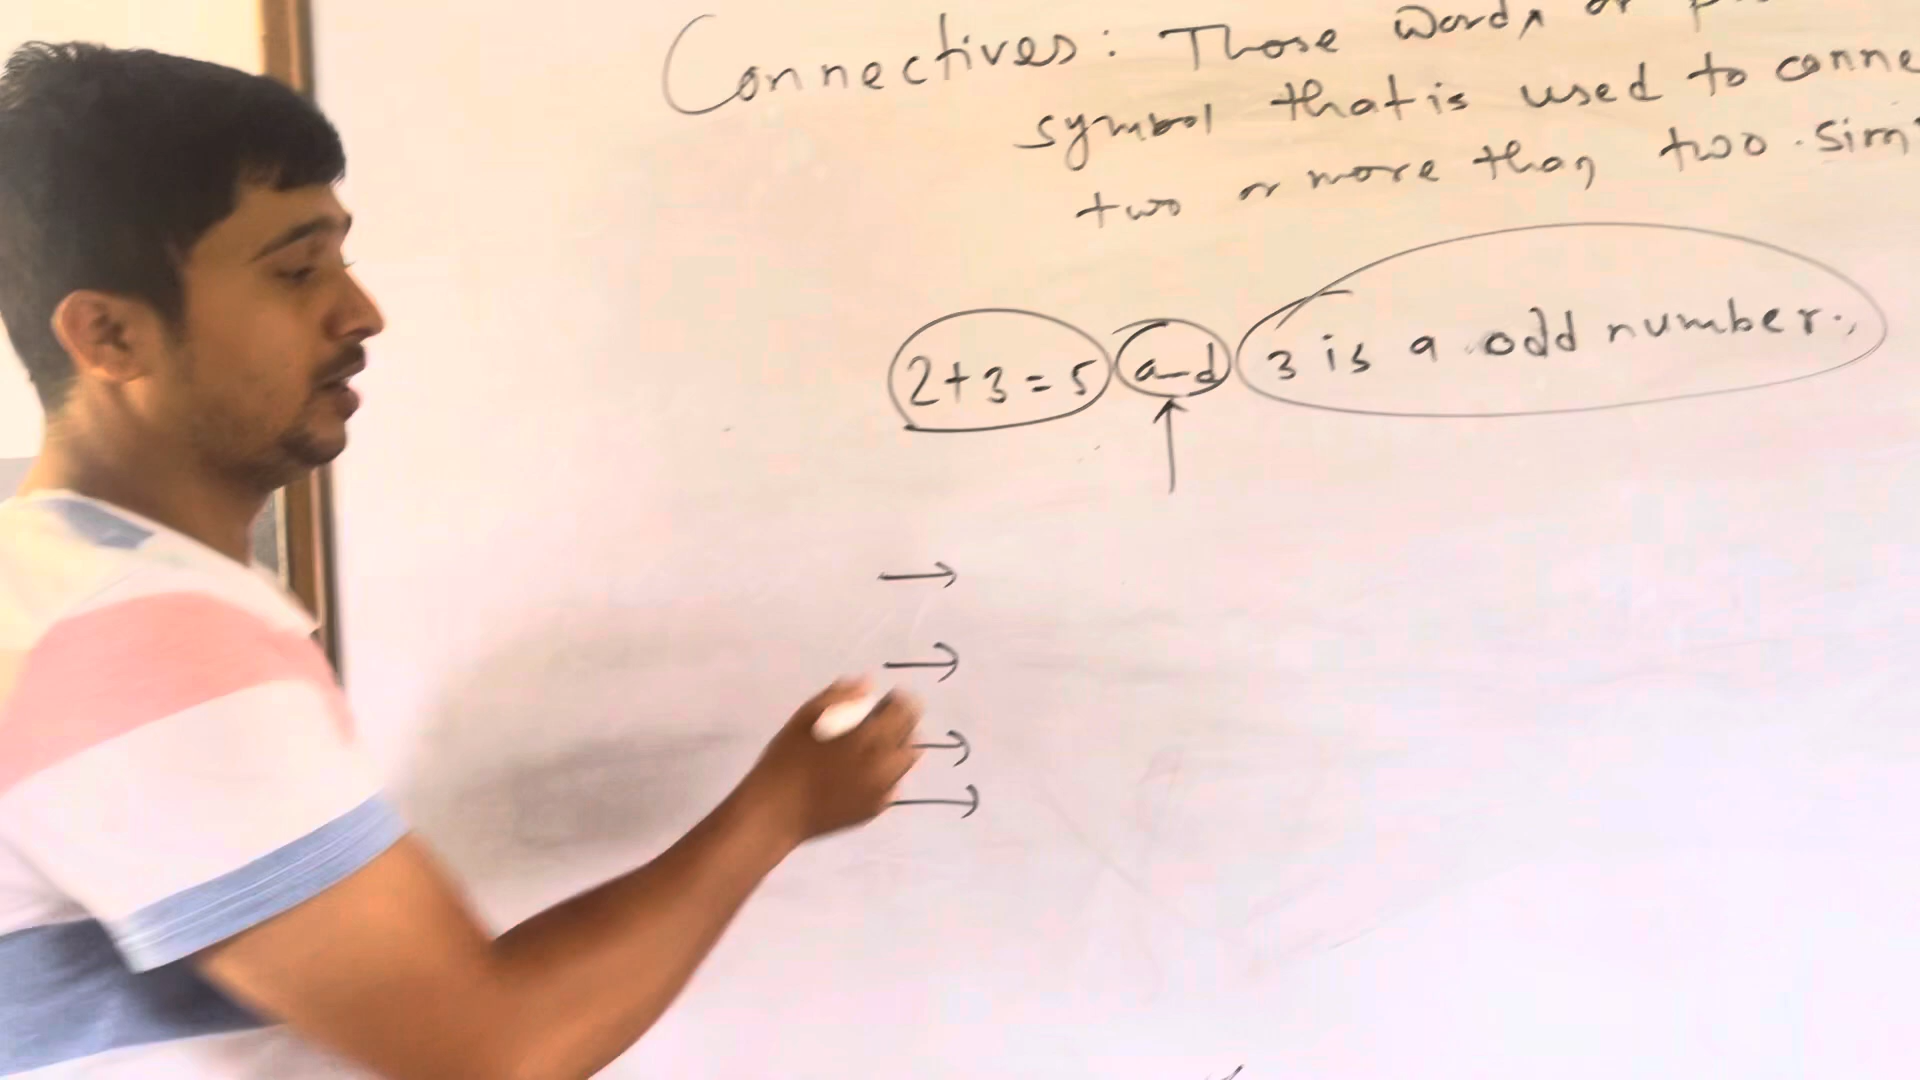 Connectives: Those words or
symbol that is used to conne
two or more than two sim
2+3=5 and 3 is a odd number.